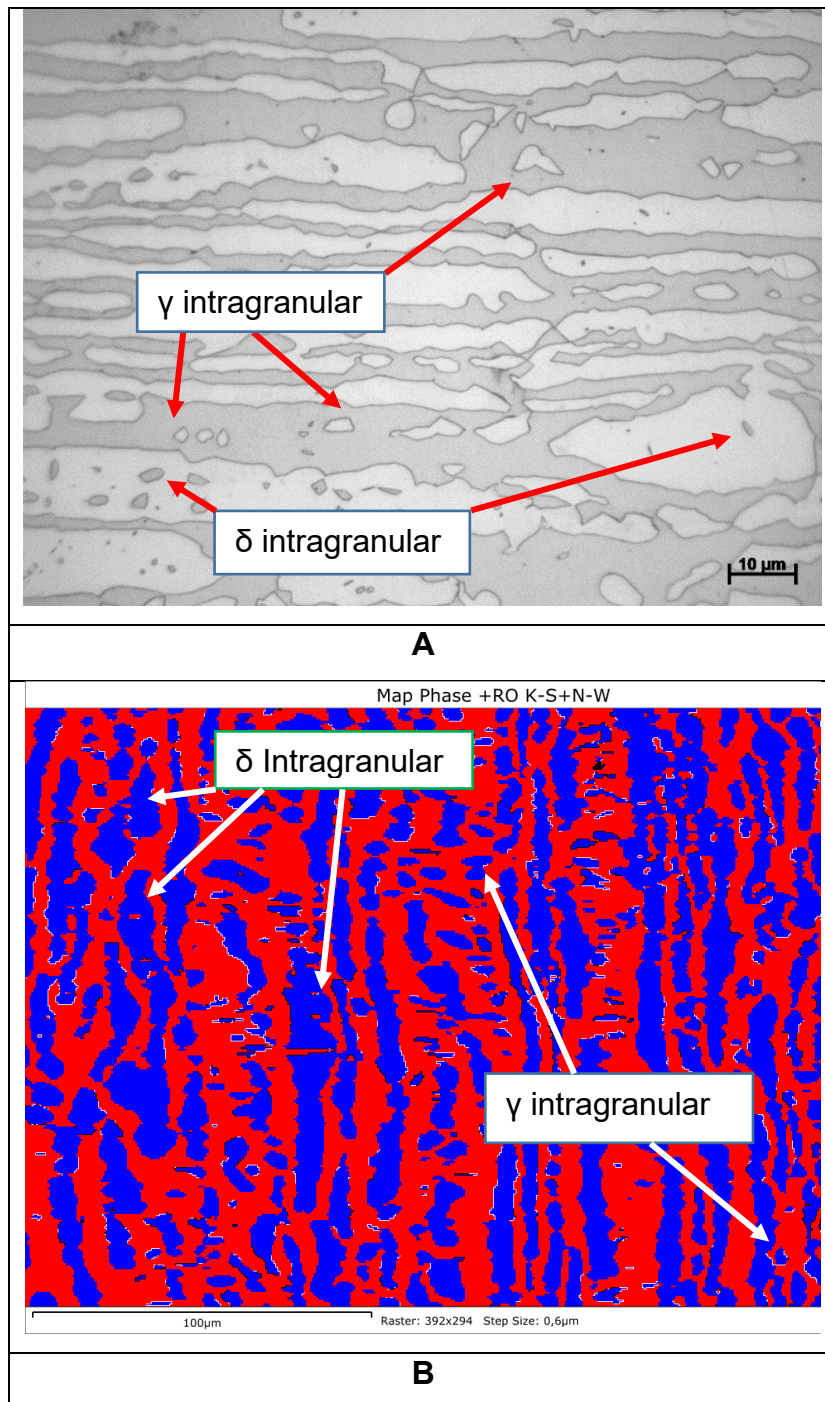 γ intragranular
δ intragranular
10 µm
A
Map Phase +RO K-S+N-W
δ Intragranular
γ intragranular
100µm Raster: 392x294 Step Size: 0,6µm
B